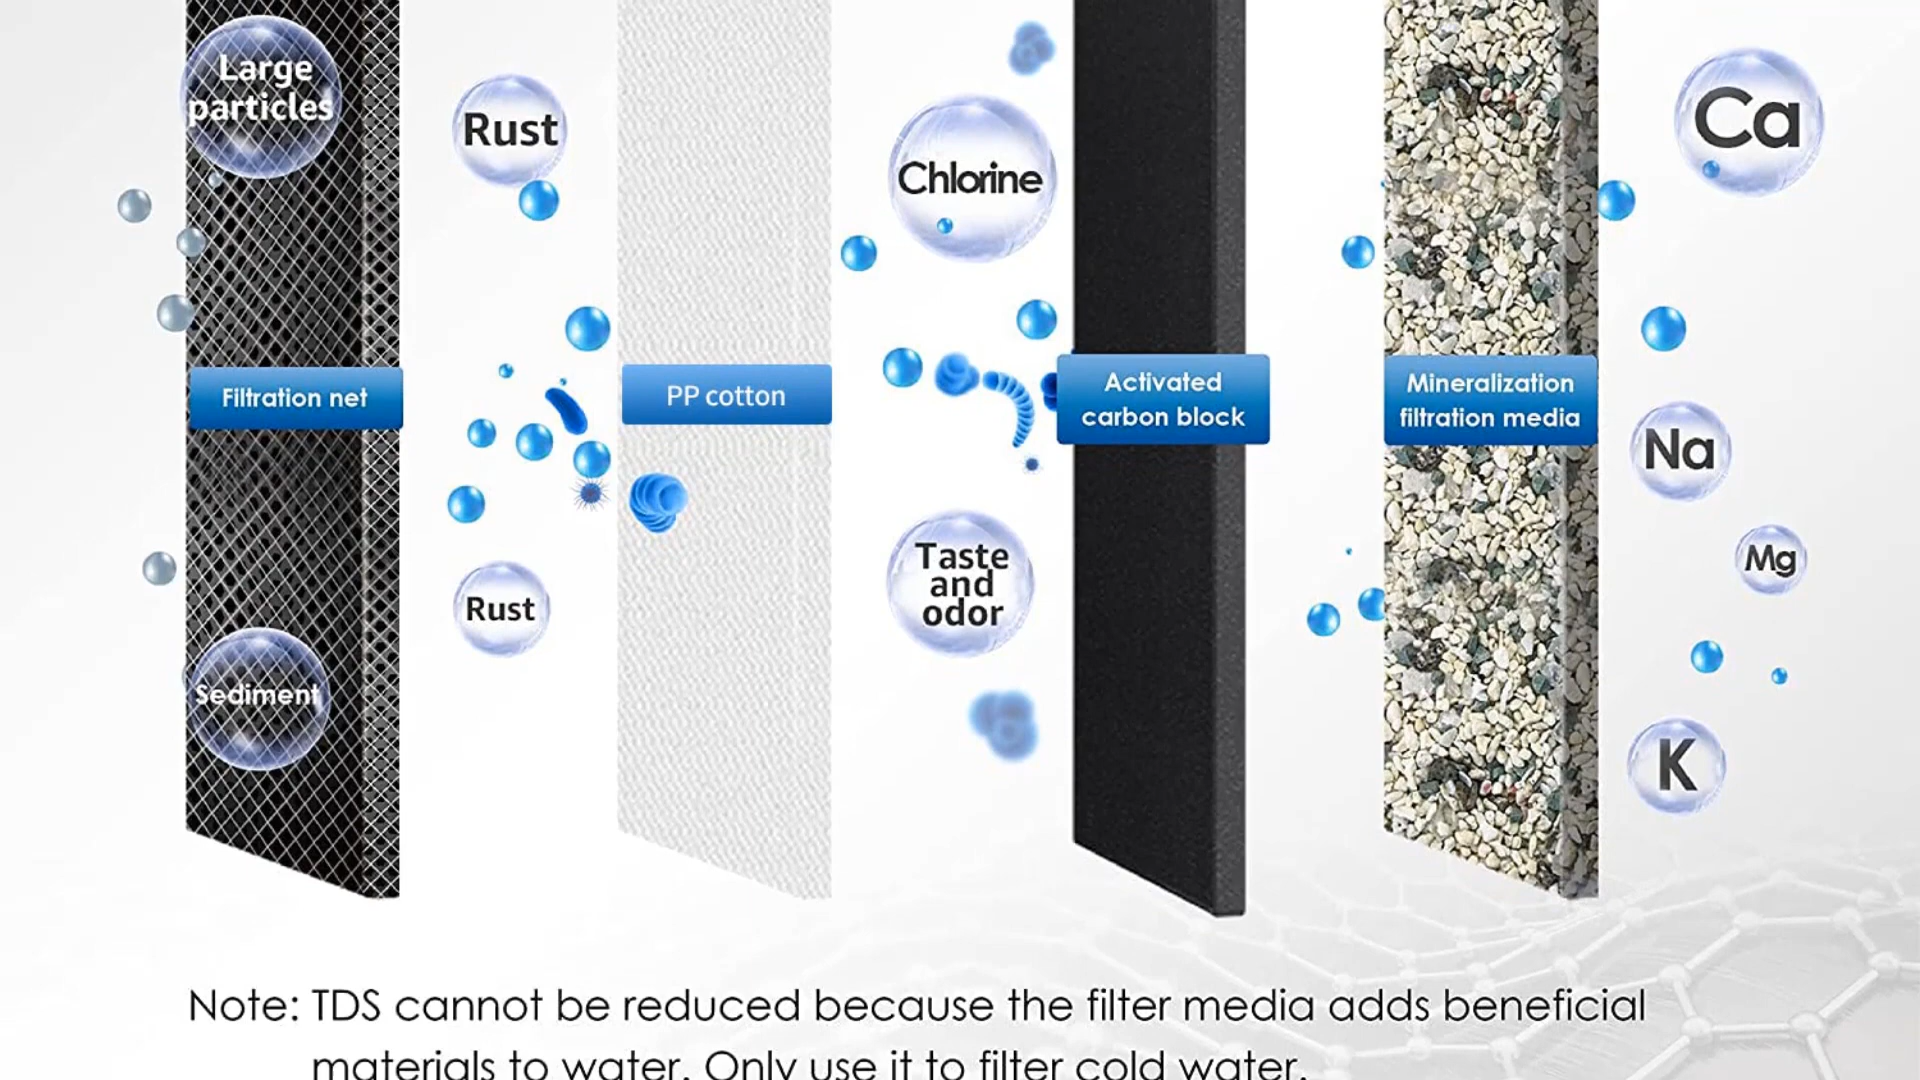 Large
particles
Rust
Chlorine
Ca
Filtration net
PP cotton
Activated
carbon block
Mineralization
filtration media
Na
Mg
Taste
and
odor
Rust
Sediment
K
Note: TDS cannot be reduced because the filter media adds beneficial
materials to water. Only use it to filter cold water.